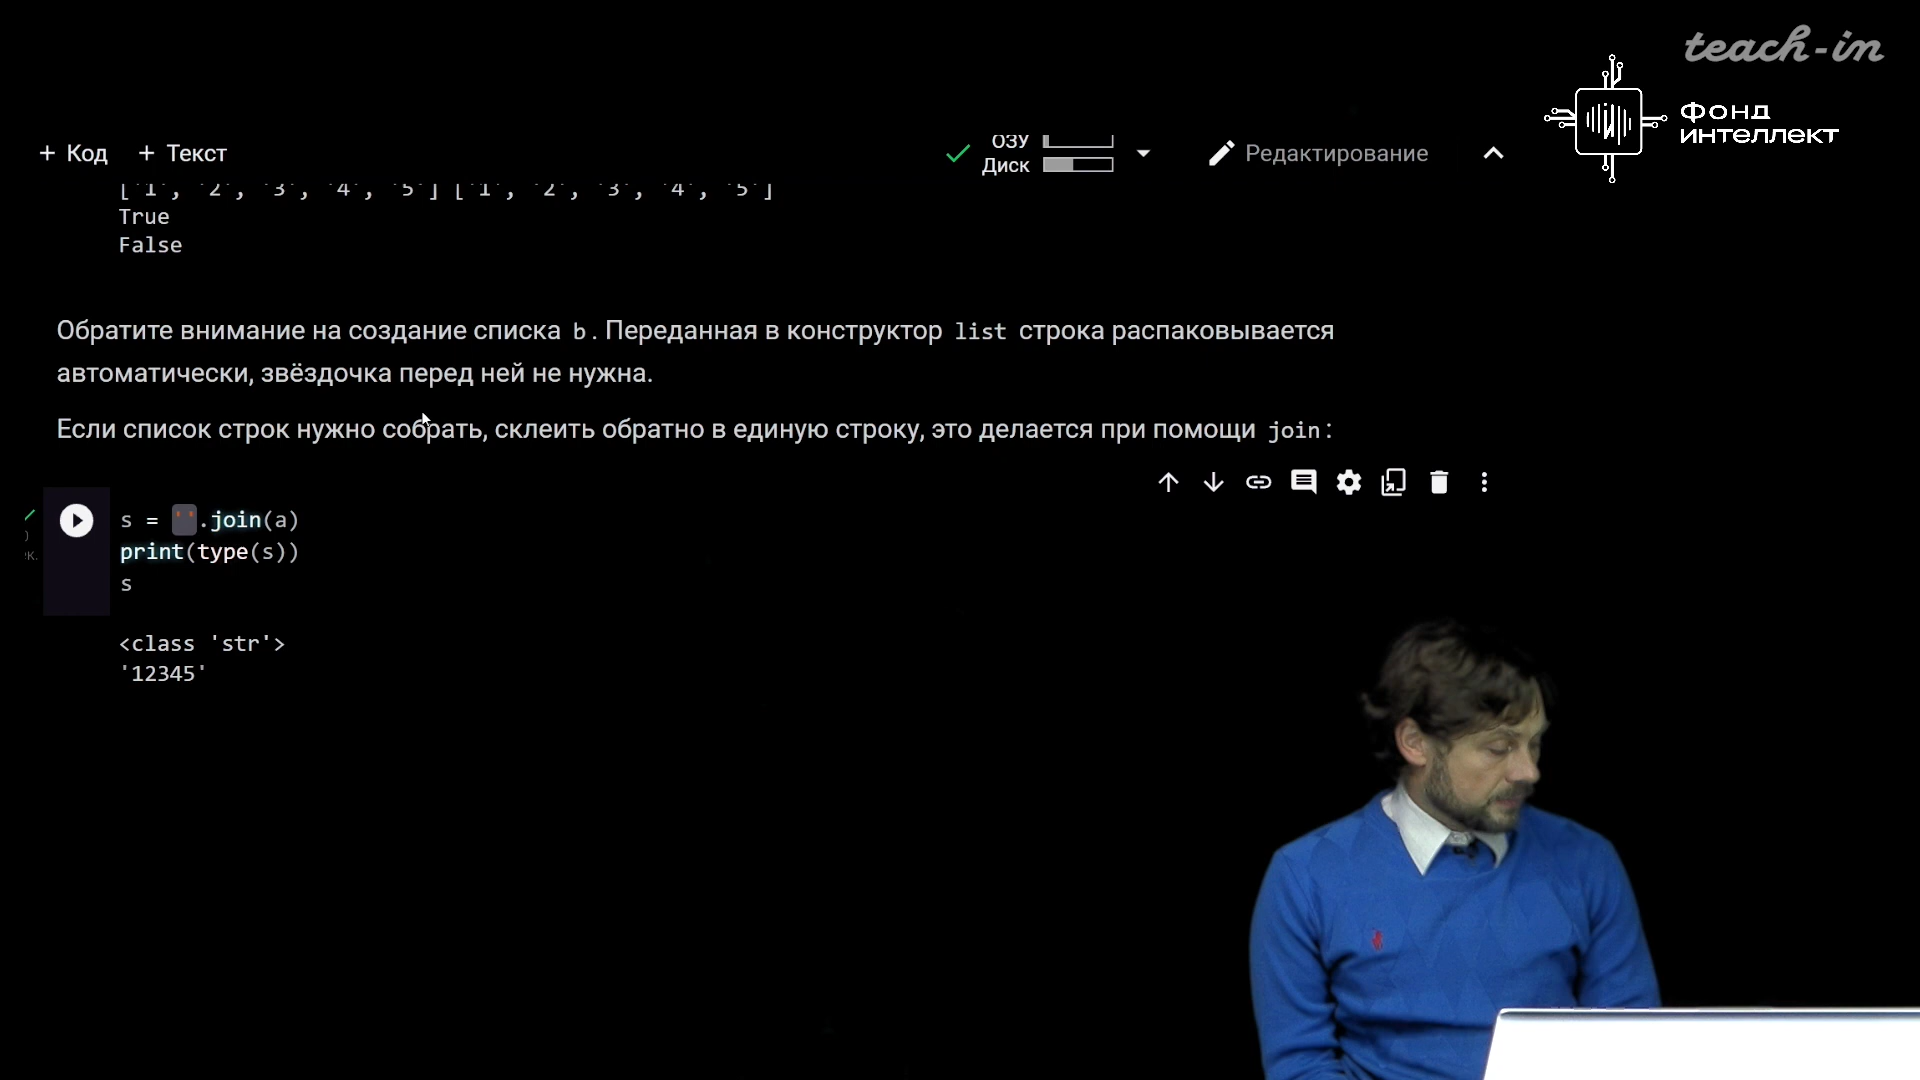 teach-in
Фонд
интеллект
+ Код + Текст
ОЗУ
Диск
Редактирование
['1', '2', '3', '4', '5'] ['1', '2', '3', '4', '5']
True
False
Обратите внимание на создание списка b. Переданная в конструктор list строка распаковывается
автоматически, звёздочка перед ней не нужна.
Если список строк нужно собрать, склеить обратно в единую строку, это делается при помощи join:
s = ''.join(a)
print(type(s))
s
<class 'str'>
'12345'